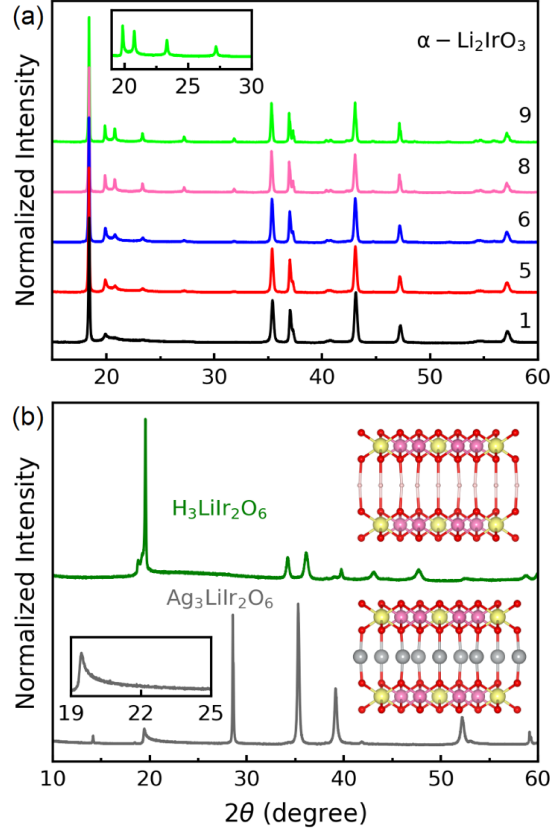 (a)
α − Li₂IrO₃
20 25 30
9
8
6
5
1
Normalized Intensity
20 30 40 50 60
(b)
H₃LiIr₂O₆
Ag₃LiIr₂O₆
19 22 25
Normalized Intensity
10 20 30 40 50 60
2θ (degree)